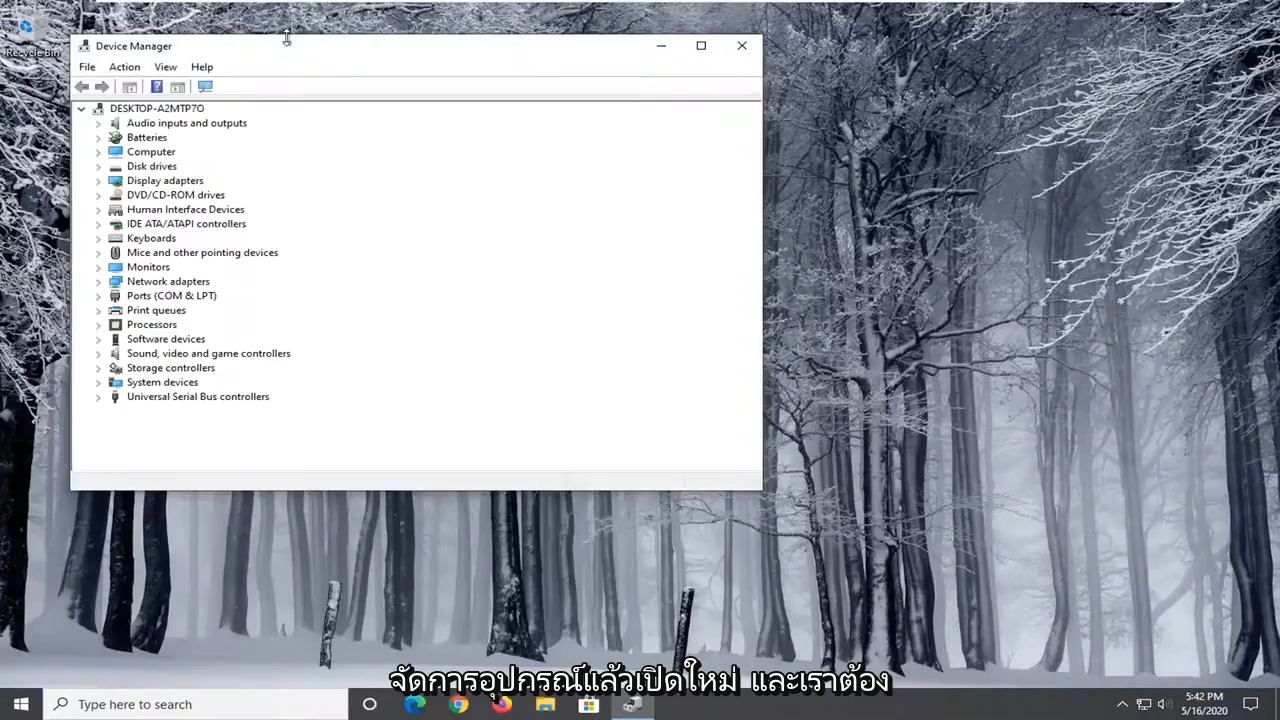 Recycle Bin
Device Manager
File Action View Help
DESKTOP-A2MTP7O
Audio inputs and outputs
Batteries
Computer
Disk drives
Display adapters
DVD/CD-ROM drives
Human Interface Devices
IDE ATA/ATAPI controllers
Keyboards
Mice and other pointing devices
Monitors
Network adapters
Ports (COM & LPT)
Print queues
Processors
Software devices
Sound, video and game controllers
Storage controllers
System devices
Universal Serial Bus controllers
จัดการอุปกรณ์แล้วเปิดใหม่ และเราต้อง
Type here to search
5:42 PM
5/16/2020